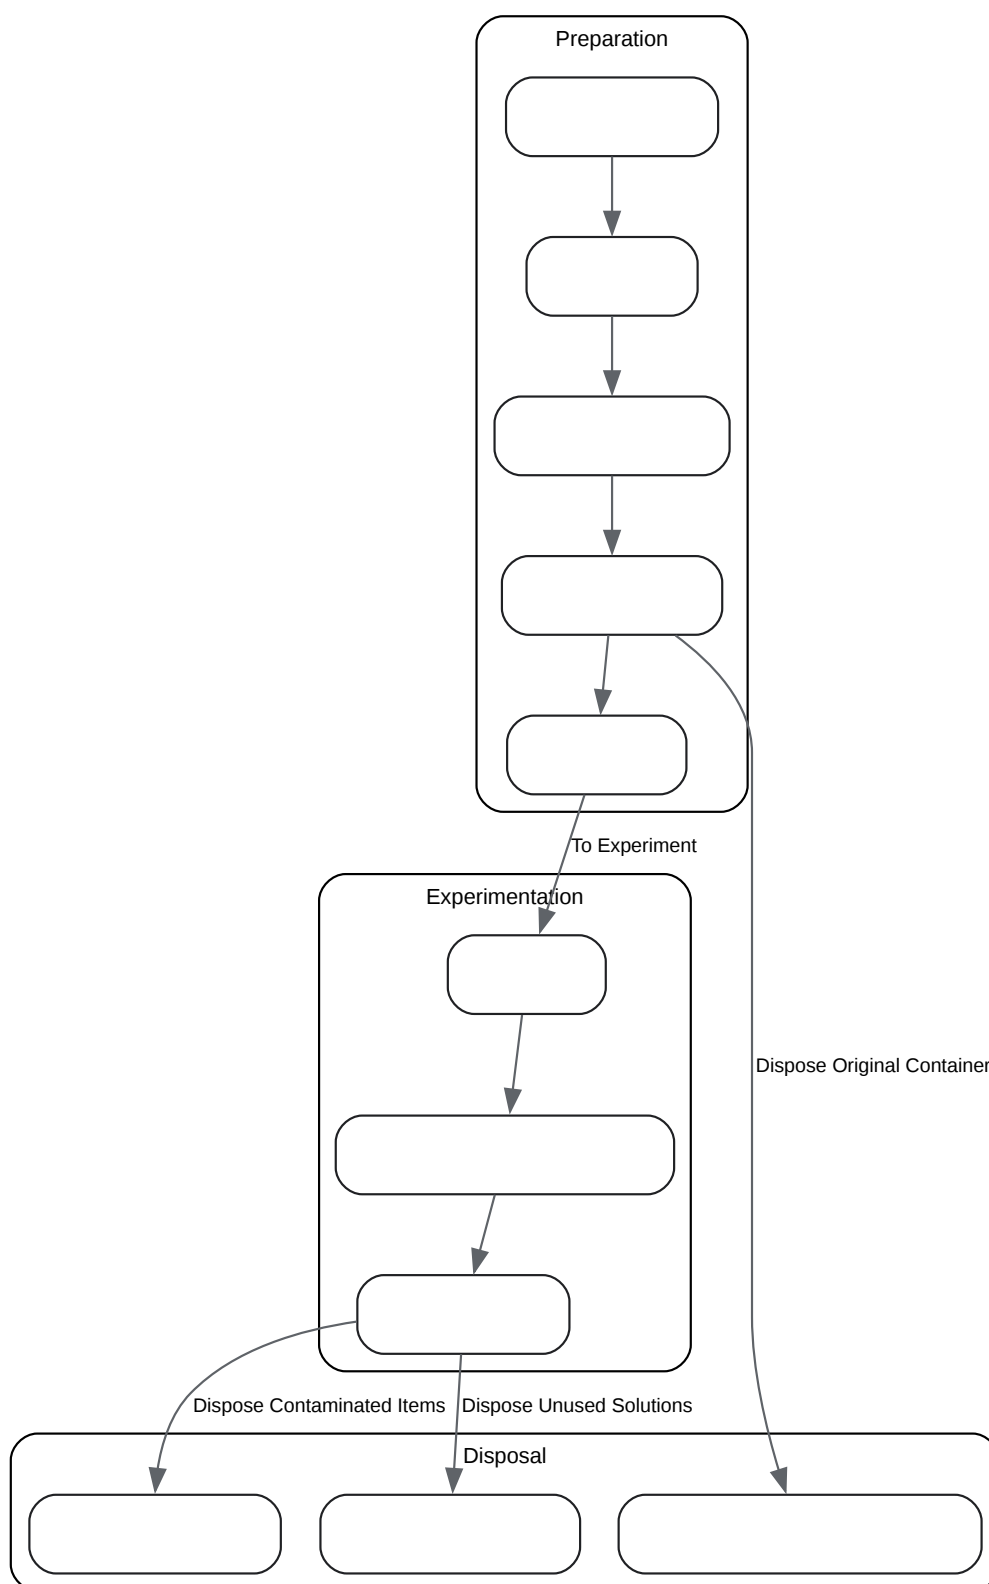 Preparation
To Experiment
Experimentation
Dispose Original Container
Dispose Contaminated Items
Dispose Unused Solutions
Disposal